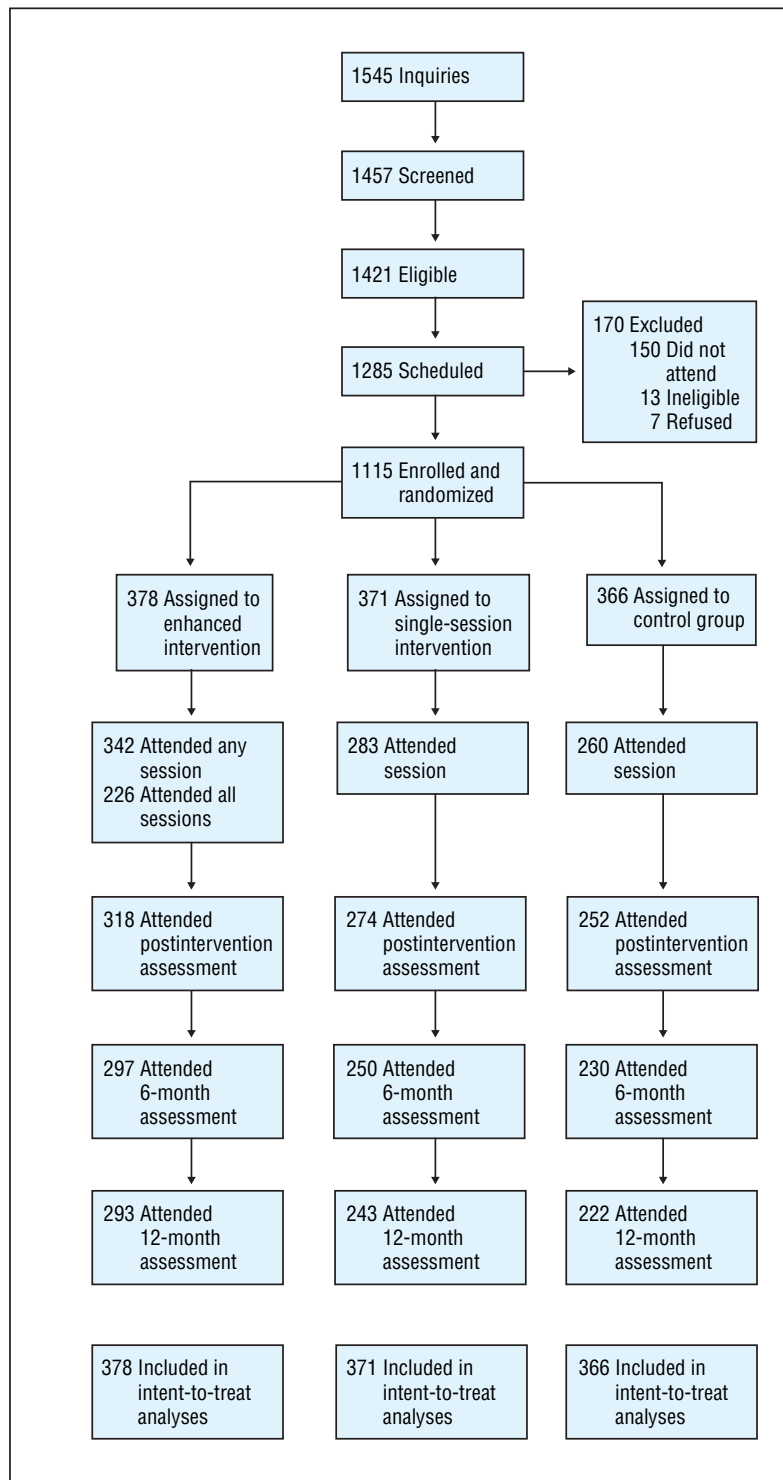 1545 Inquiries
1457 Screened
1421 Eligible
1285 Scheduled
170 Excluded
150 Did not
attend
13 Ineligible
7 Refused
1115 Enrolled and
randomized
378 Assigned to
enhanced
intervention
371 Assigned to
single-session
intervention
366 Assigned to
control group
342 Attended any
session
226 Attended all
sessions
283 Attended
session
260 Attended
session
318 Attended
postintervention
assessment
274 Attended
postintervention
assessment
252 Attended
postintervention
assessment
297 Attended
6-month
assessment
250 Attended
6-month
assessment
230 Attended
6-month
assessment
293 Attended
12-month
assessment
243 Attended
12-month
assessment
222 Attended
12-month
assessment
378 Included in
intent-to-treat
analyses
371 Included in
intent-to-treat
analyses
366 Included in
intent-to-treat
analyses